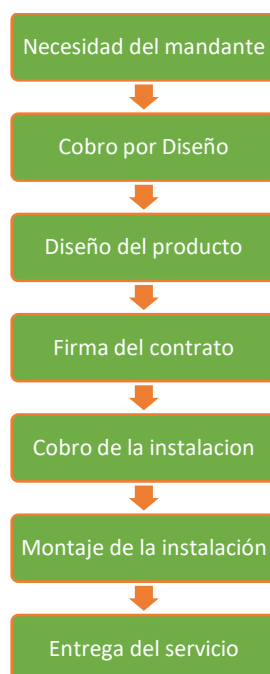 Necesidad del mandante
Cobro por Diseño
Diseño del producto
Firma del contrato
Cobro de la instalacion
Montaje de la instalación
Entrega del servicio